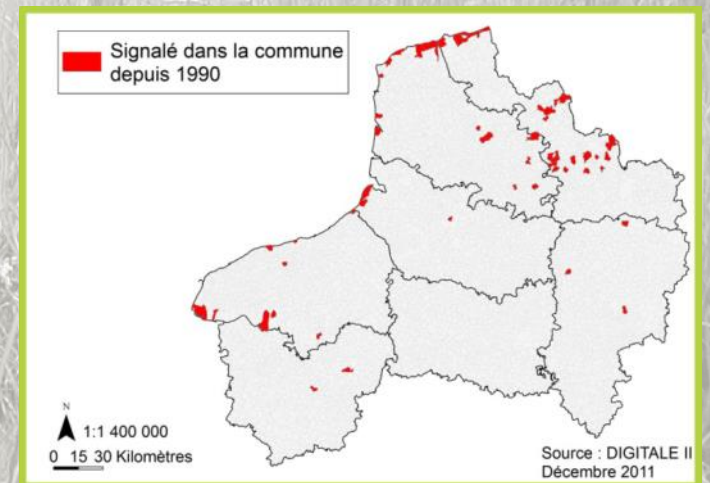 Signalé dans la commune
depuis 1990
N
1:1 400 000
0 15 30 Kilomètres
Source : DIGITALE II
Décembre 2011